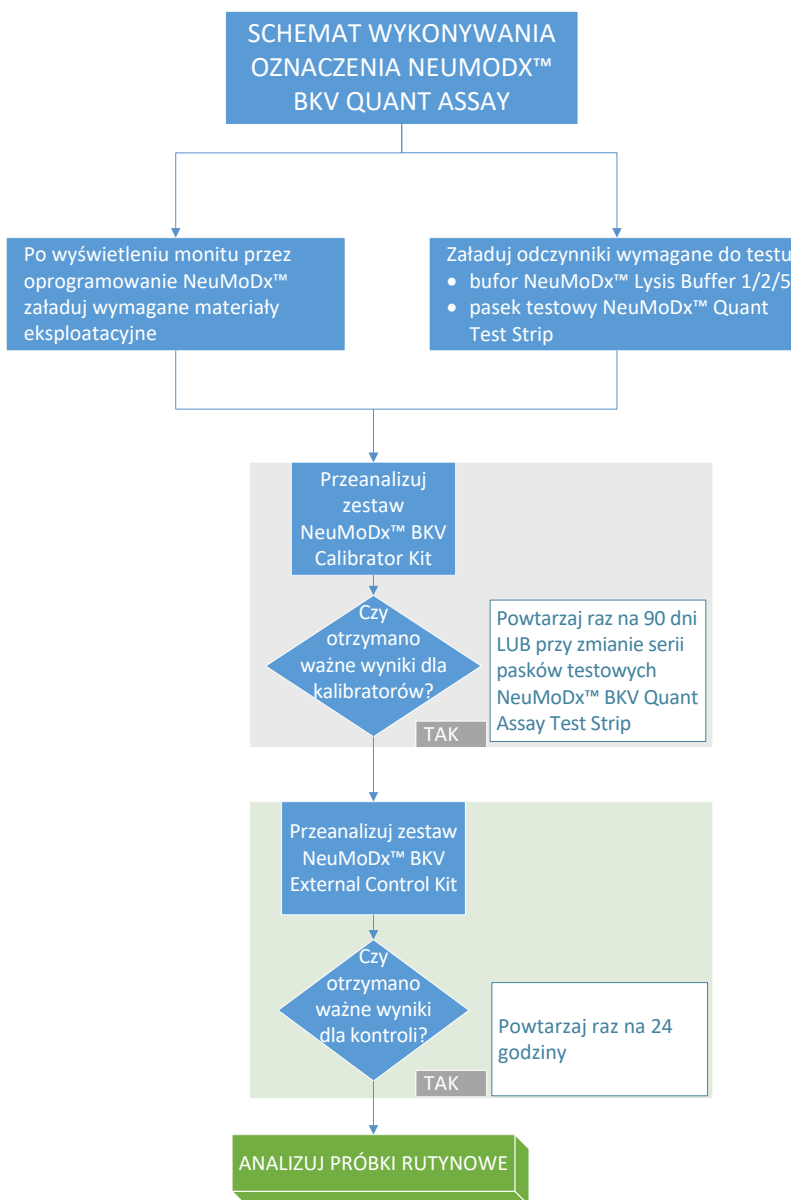 SCHEMAT WYKONYWANIA
OZNACZENIA NEUMODX™
BKV QUANT ASSAY
Po wyświetleniu monitu przez
oprogramowanie NeuMoDx™
załaduj wymagane materiały
eksploatacyjne
Załaduj odczynniki wymagane do testu
• bufor NeuMoDx™ Lysis Buffer 1/2/5
• pasek testowy NeuMoDx™ Quant
Test Strip
Przeanalizuj
zestaw
NeuMoDx™ BKV
Calibrator Kit
Czy
otrzymano
ważne wyniki dla
kalibratorów?
Powtarzaj raz na 90 dni
LUB przy zmianie serii
pasków testowych
NeuMoDx™ BKV Quant
Assay Test Strip
TAK
Przeanalizuj zestaw
NeuMoDx™ BKV
External Control Kit
Czy
otrzymano
ważne wyniki
dla kontroli?
Powtarzaj raz na 24
godziny
TAK
ANALIZUJ PRÓBKI RUTYNOWE